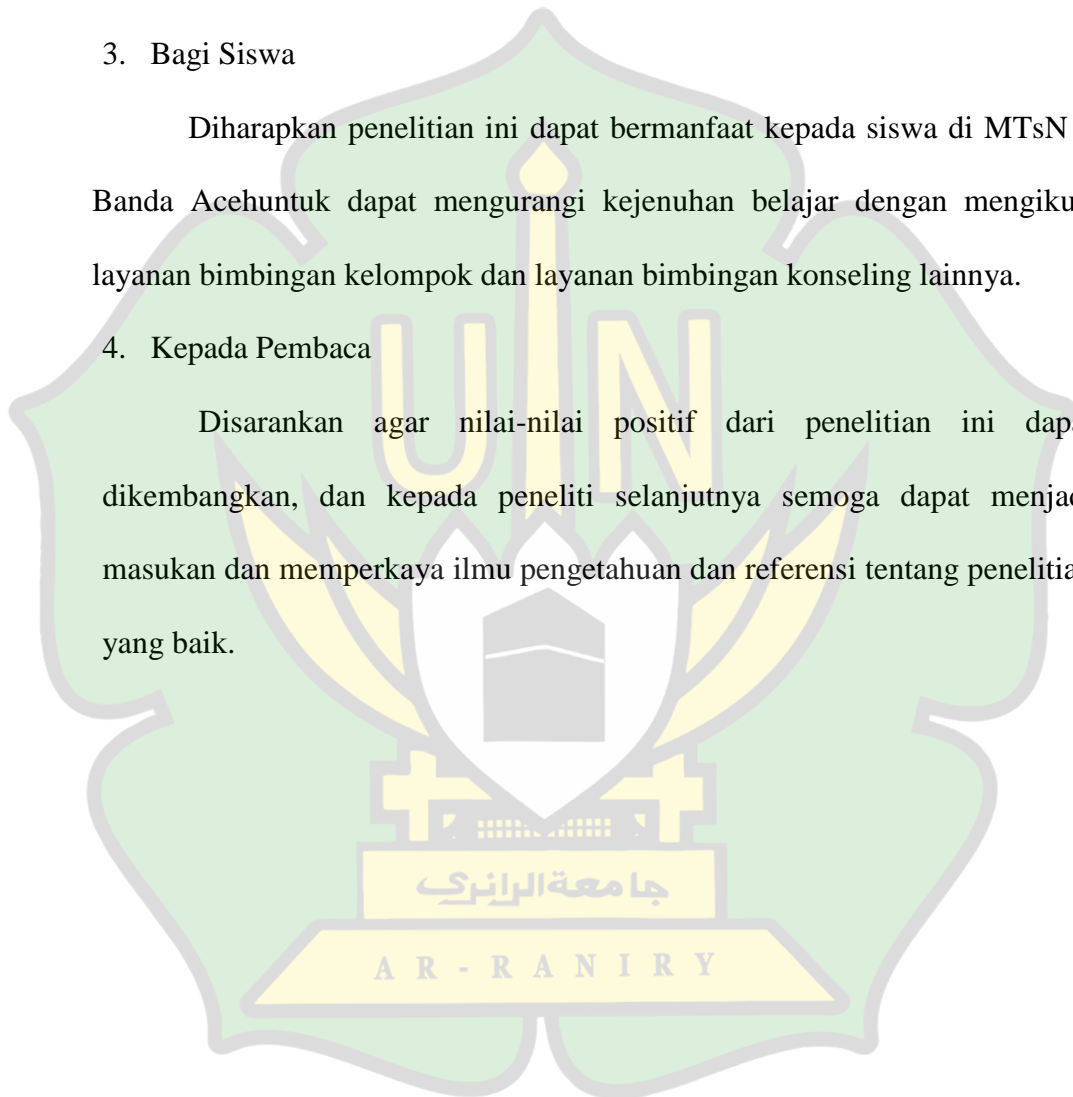 3. Bagi Siswa
Diharapkan penelitian ini dapat bermanfaat kepada siswa di MTsN
Banda Acehuntuk dapat mengurangi kejenuhan belajar dengan mengiku
layanan bimbingan kelompok dan layanan bimbingan konseling lainnya.
4. Kepada Pembaca
Disarankan agar nilai-nilai positif dari penelitian ini dapa
dikembangkan, dan kepada peneliti selanjutnya semoga dapat menjad
masukan dan memperkaya ilmu pengetahuan dan referensi tentang penelitia
yang baik.
UIN
جامعةالرانري
AR-RANIRY